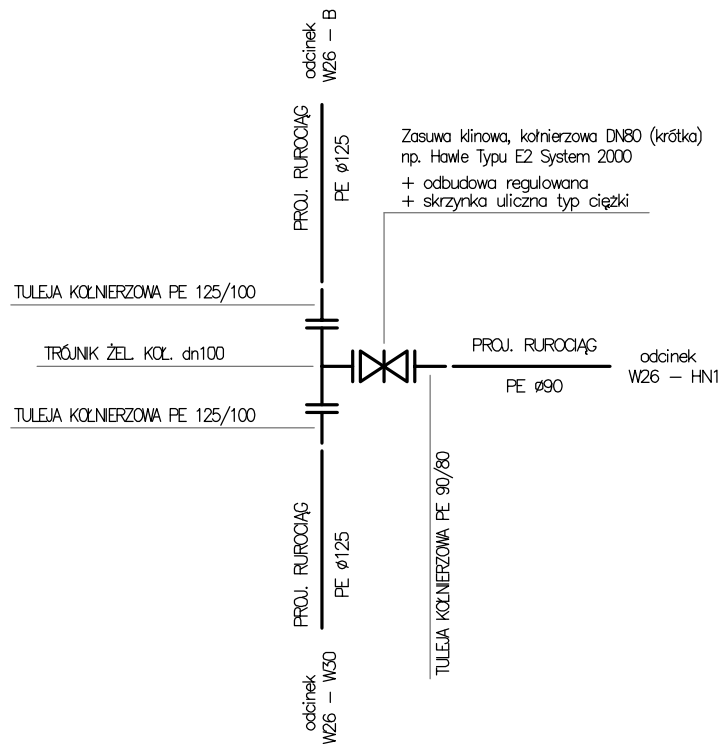 odcinek
W26 – B
PROJ. RUROCIĄG
PE ø125
Zasuwa klinowa, kołnierzowa DN80 (krótka)
np. Hawle Typu E2 System 2000
+ odbudowa regulowana
+ skrzynka uliczna typ ciężki
TULEJA KOŁNIERZOWA PE 125/100
TRÓJNIK ŻEL. KOŁ. dn100
PROJ. RUROCIĄG
PE ø90
odcinek
W26 – HN1
TULEJA KOŁNIERZOWA PE 125/100
TULEJA KOŁNIERZOWA PE 90/80
PROJ. RUROCIĄG
PE ø125
odcinek
W26 – W30